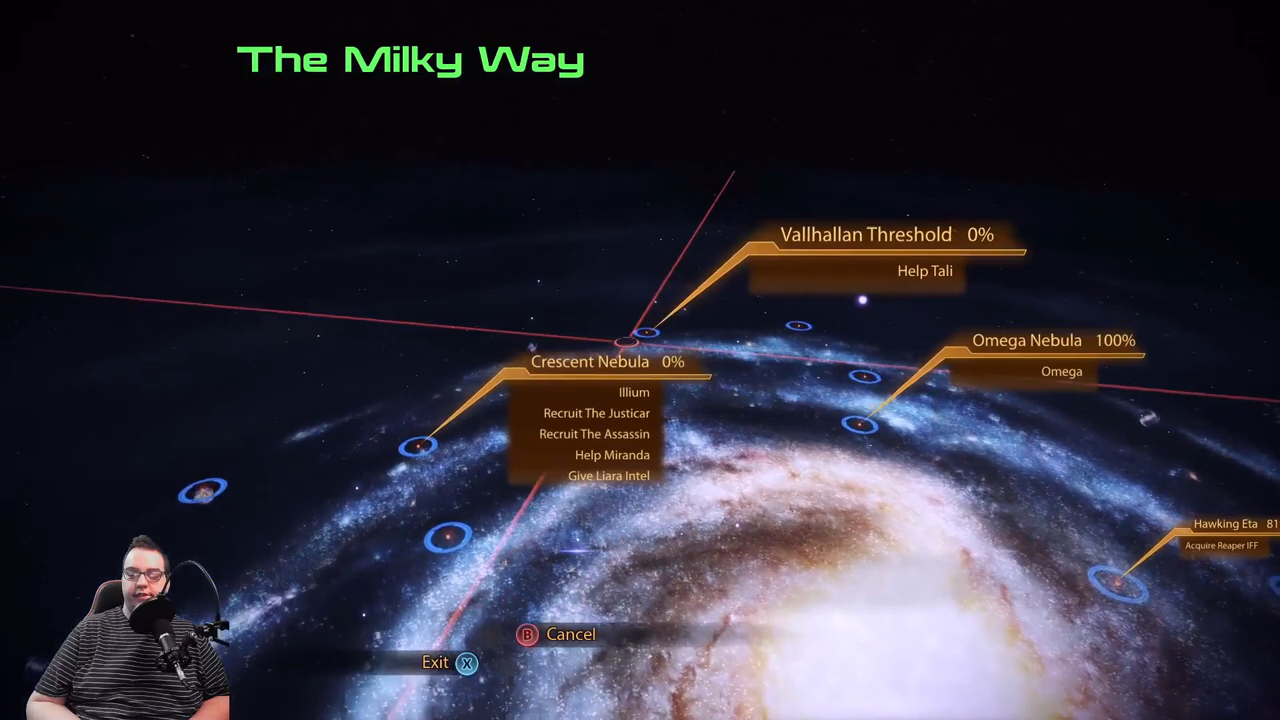 The Milky Way
Vallhallan Threshold 0%
Help Tali
Omega Nebula 100%
Omega
Crescent Nebula 0%
Illium
Recruit The Justicar
Recruit The Assassin
Help Miranda
Give Liara Intel
Hawking Eta 81
Acquire Reaper IFF
B Cancel
Exit X